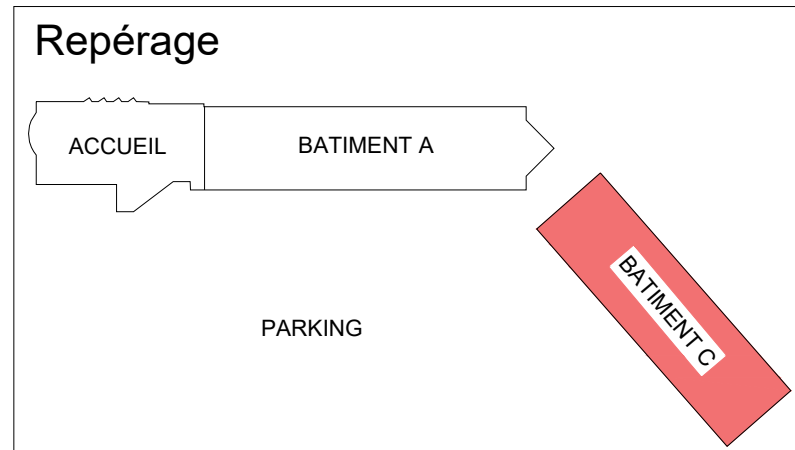 Repérage
ACCUEIL
BATIMENT A
BATIMENT C
PARKING